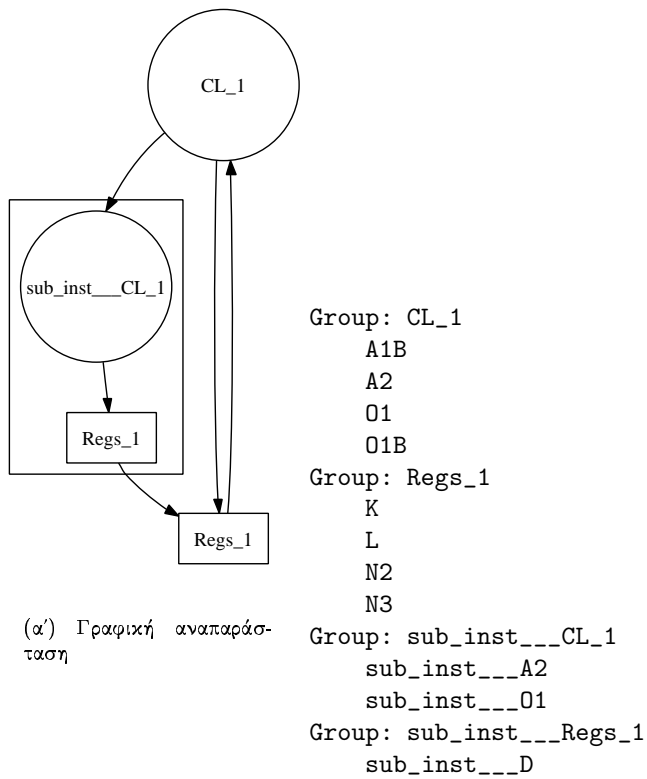 CL_1
sub_inst___CL_1
Regs_1
Regs_1
(αʹ) Γραφική αναπαράσ-
ταση
Group: CL_1
A1B
A2
O1
O1B
Group: Regs_1
K
L
N2
N3
Group: sub_inst___CL_1
sub_inst___A2
sub_inst___O1
Group: sub_inst___Regs_1
sub_inst___D